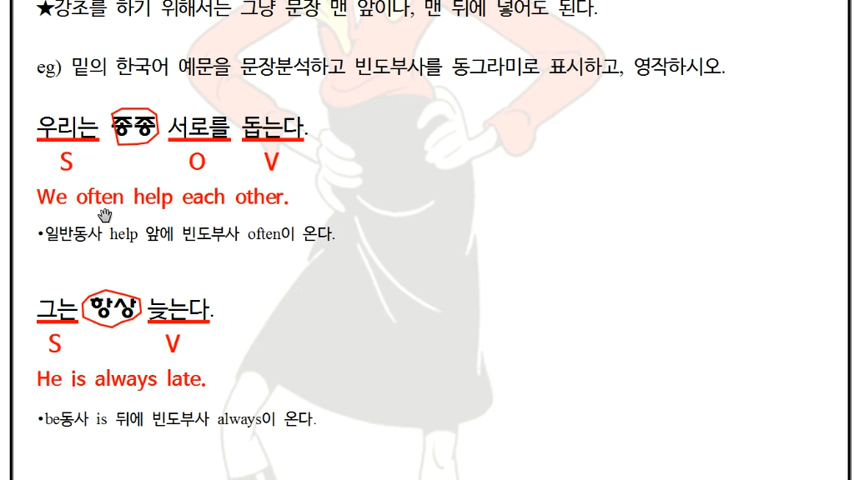 ★강조를 하기 위해서는 그냥 문장 맨 앞이나, 맨 뒤에 넣어도 된다.
eg) 밑의 한국어 예문을 문장분석하고 빈도부사를 동그라미로 표시하고, 영작하시오.
우리는 종종 서로를 돕는다.
S O V
We often help each other.
•일반동사 help 앞에 빈도부사 often이 온다.
그는 항상 늦는다.
S V
He is always late.
•be동사 is 뒤에 빈도부사 always이 온다.